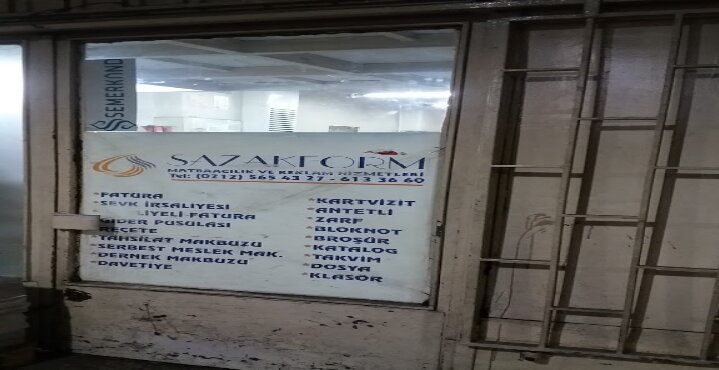 SEMERKAND
SAZAKFORM
MATBAACILIK VE REKLAM HİZMETLERİ
Tel: (0212) 565 43 27 - 613 36 60
*FATURA
*SEVK İRSALİYESİ
LİYELİ FATURA
GİDER PUSULASI
REÇETE
*TAHSİLAT MAKBUZU
*SERBEST MESLEK MAK.
*DERNEK MAKBUZU
*DAVETİYE
*KARTVİZİT
*ANTETLİ
*ZARF
*BLOKNOT
*BROŞÜR
*KATALOG
*TAKVİM
*DOSYA
*KLASÖR